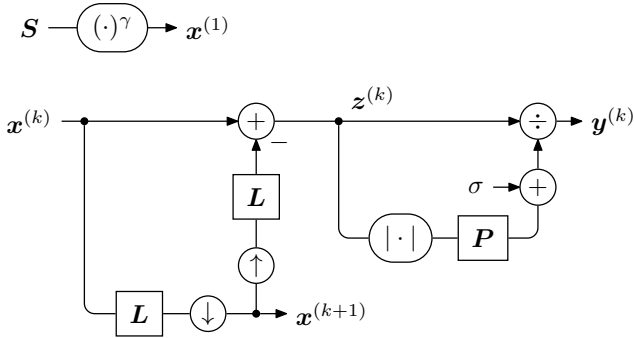 S (·)^γ x^(1)
x^(k) + − z^(k) ÷ y^(k)
L σ +
↑ |·| P
L ↓ x^(k+1)